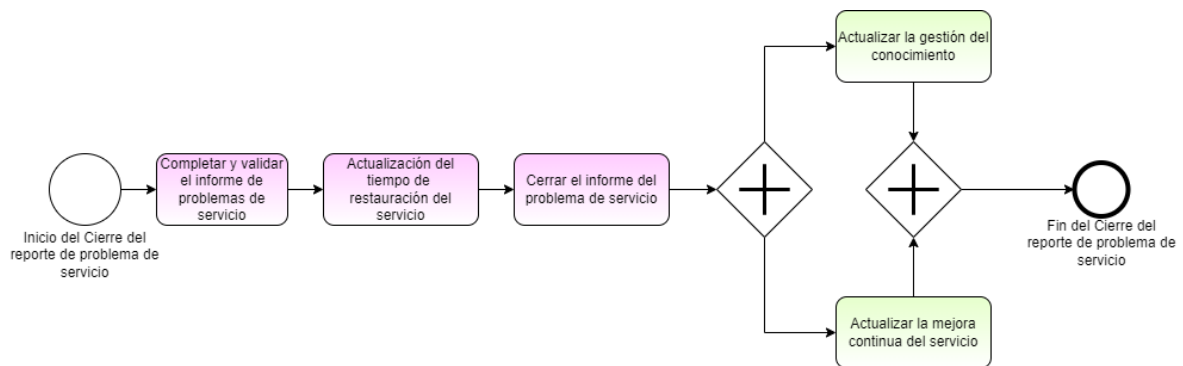 Inicio del Cierre del
reporte de problema de
servicio
Completar y validar
el informe de
problemas de
servicio
Actualización del
tiempo de
restauración del
servicio
Cerrar el informe del
problema de servicio
Actualizar la gestión del
conocimiento
Actualizar la mejora
continua del servicio
Fin del Cierre del
reporte de problema de
servicio